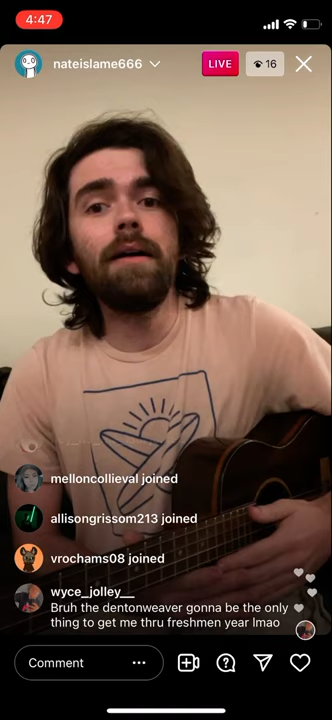 4:47
nateislame666
LIVE
16
melloncollieval joined
allisongrissom213 joined
vrochams08 joined
wyce_jolley__
Bruh the dentonweaver gonna be the only
thing to get me thru freshmen year lmao
Comment